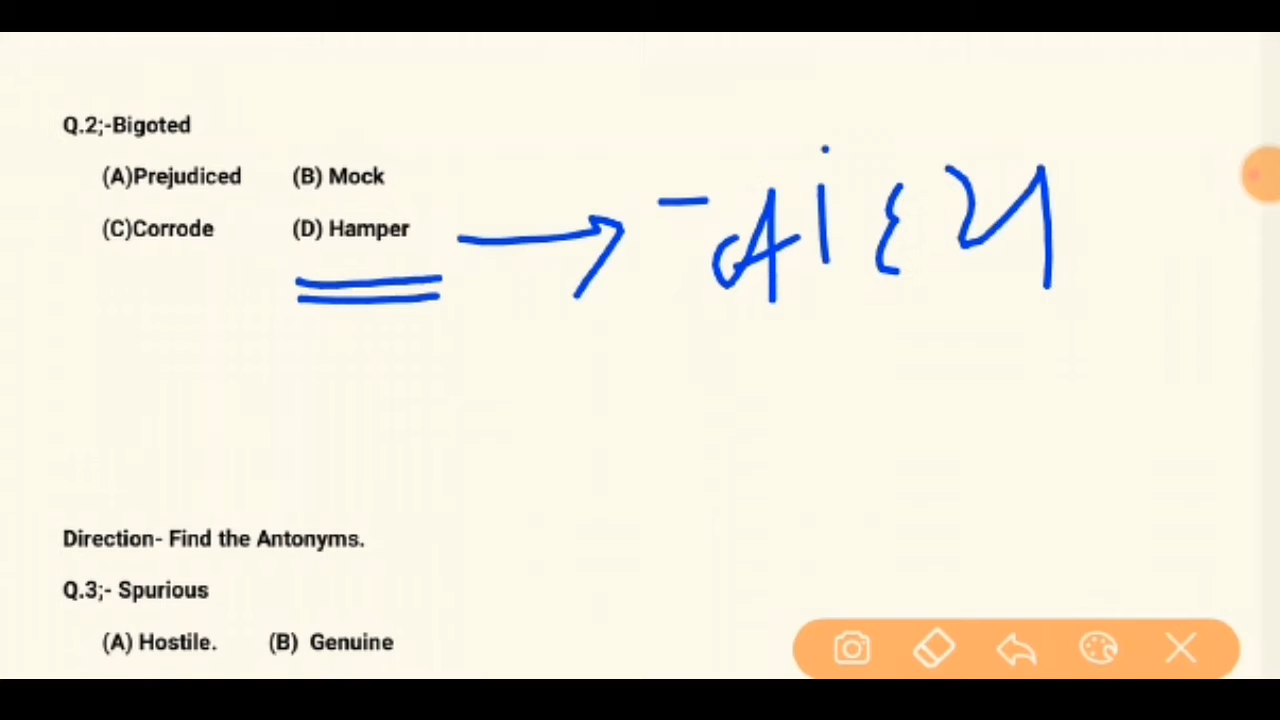 Q.2;-Bigoted
(A)Prejudiced (B) Mock
(C)Corrode (D) Hamper
Direction- Find the Antonyms.
Q.3;- Spurious
(A) Hostile. (B) Genuine